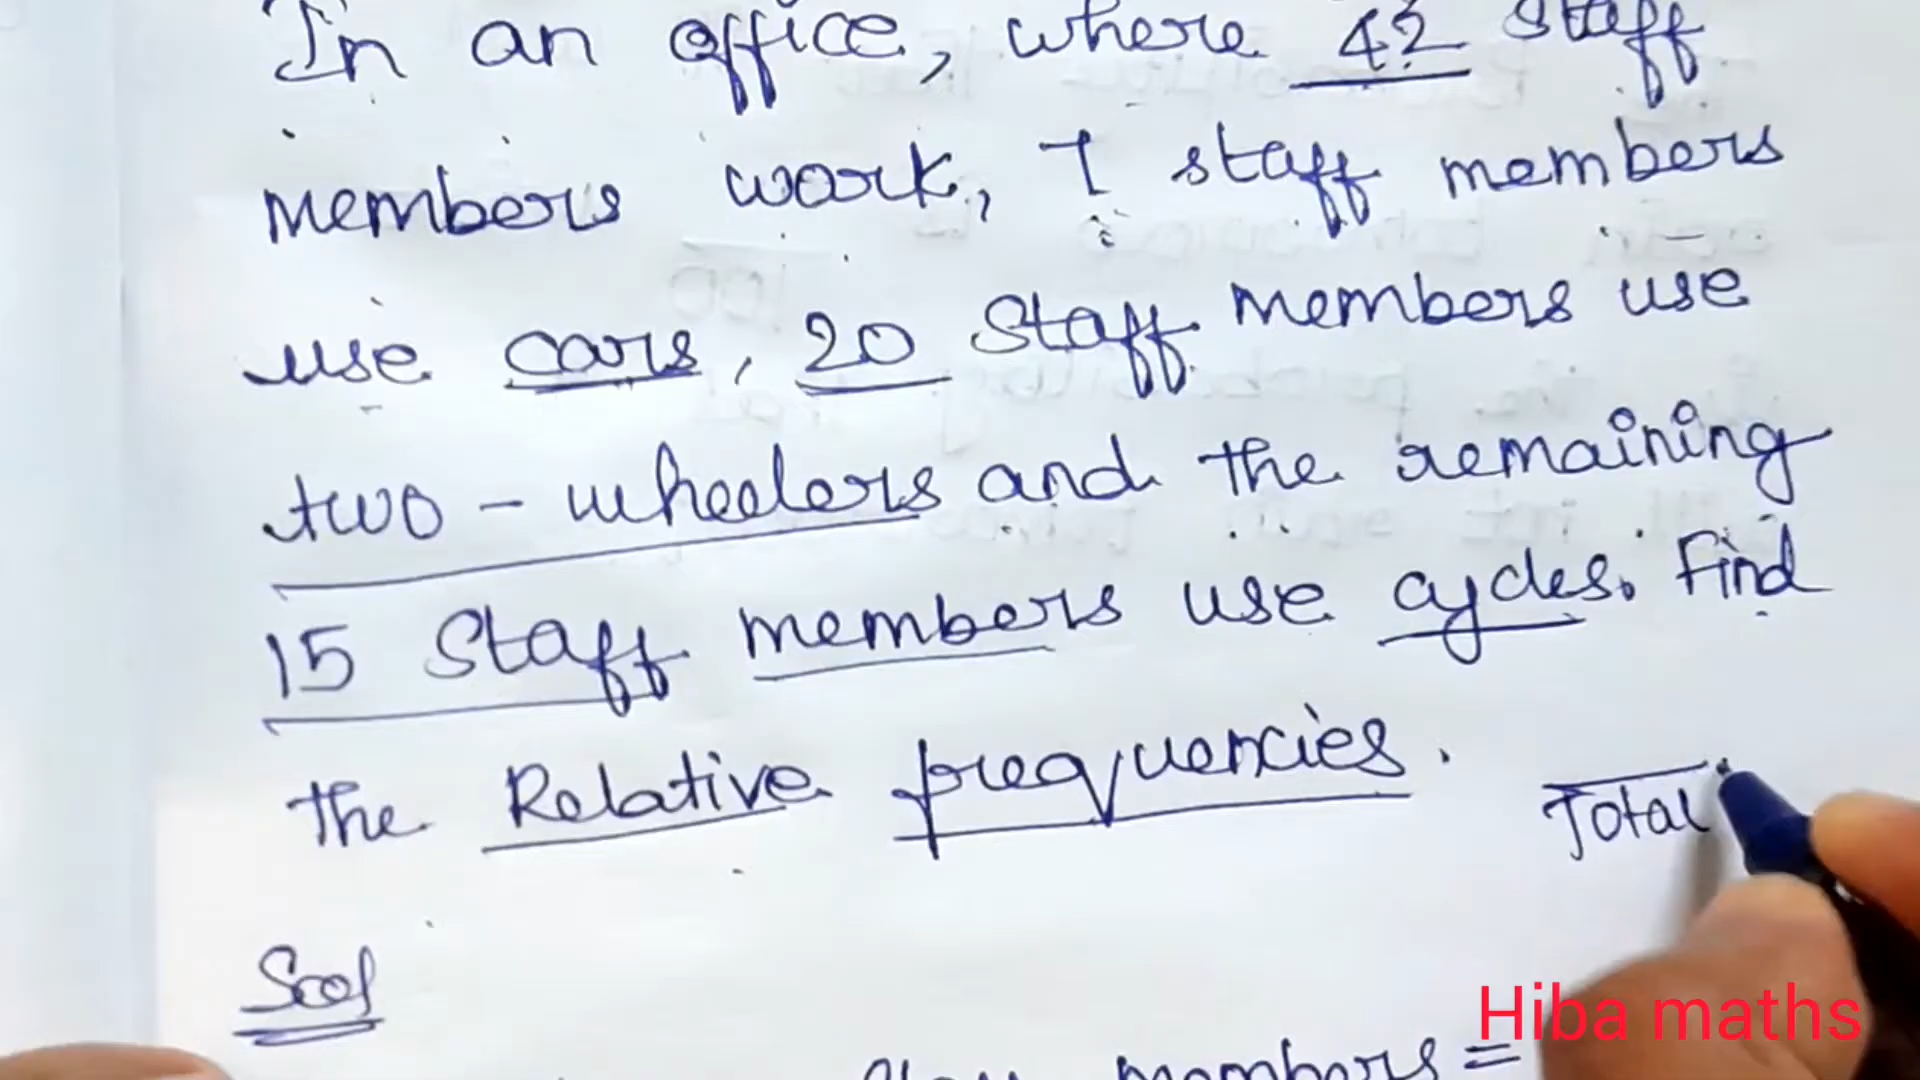 In an office, where 42 staff
members work, 7 staff members
use cars, 20 staff members use
two-wheelers and the remaining
15 staff members use cycles. Find
the Relative frequencies.
Total
Sol
members =
Hiba maths